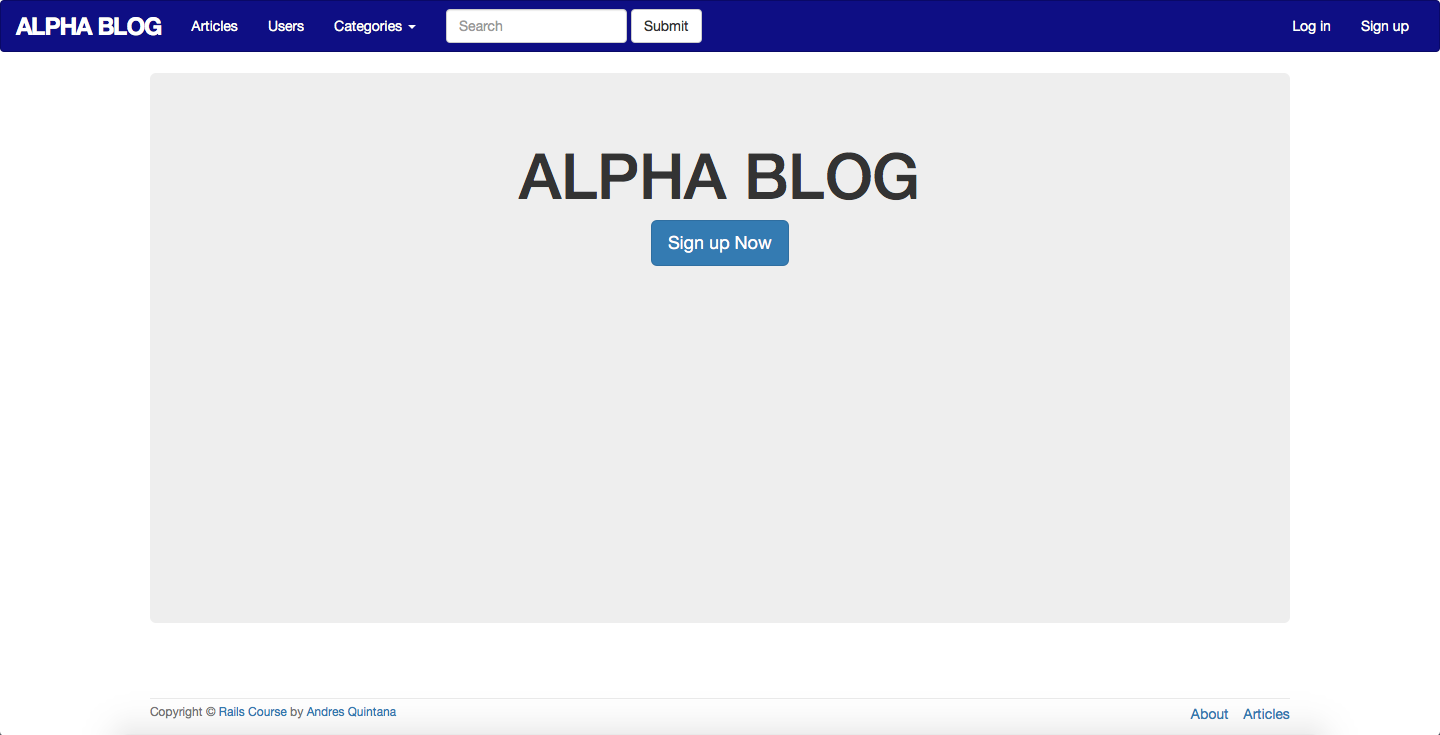 ALPHA BLOG Articles Users Categories Search Submit Log in Sign up
ALPHA BLOG
Sign up Now
Copyright © Rails Course by Andres Quintana About Articles